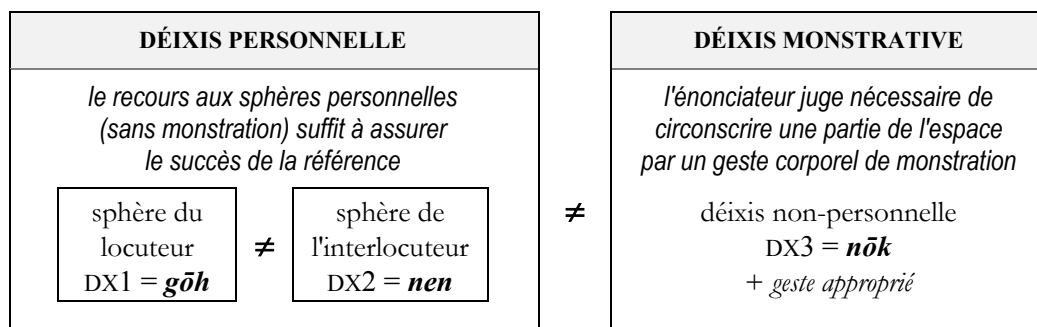 DÉIXIS PERSONNELLE
le recours aux sphères personnelles
(sans monstration) suffit à assurer
le succès de la référence
sphère du
locuteur
DX1 = gōh
≠
sphère de
l'interlocuteur
DX2 = nen
≠
DÉIXIS MONSTRATIVE
l'énonciateur juge nécessaire de
circonscrire une partie de l'espace
par un geste corporel de monstration
déixis non-personnelle
DX3 = nōk
+ geste approprié